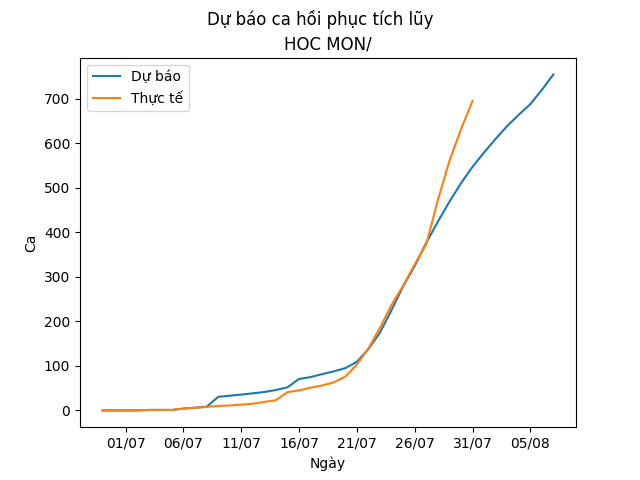 Dự báo ca hồi phục tích lũy
HOC MON/
Dự báo
Thực tế
700
600
500
400
300
200
100
0
Ca
01/07 06/07 11/07 16/07 21/07 26/07 31/07 05/08
Ngày